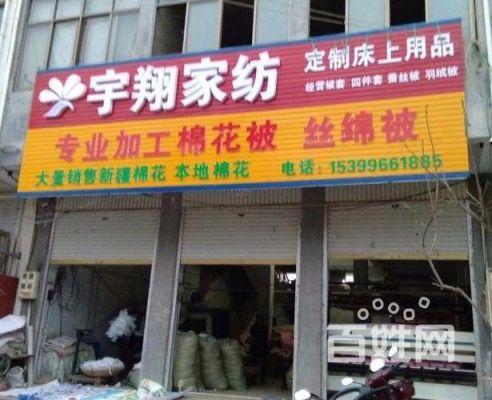 宇翔家纺
定制床上用品
经营被套 四件套 蚕丝被 羽绒被
专业加工棉花被 丝绵被
大量销售新疆棉花 本地棉花 电话:15399661885
百姓网